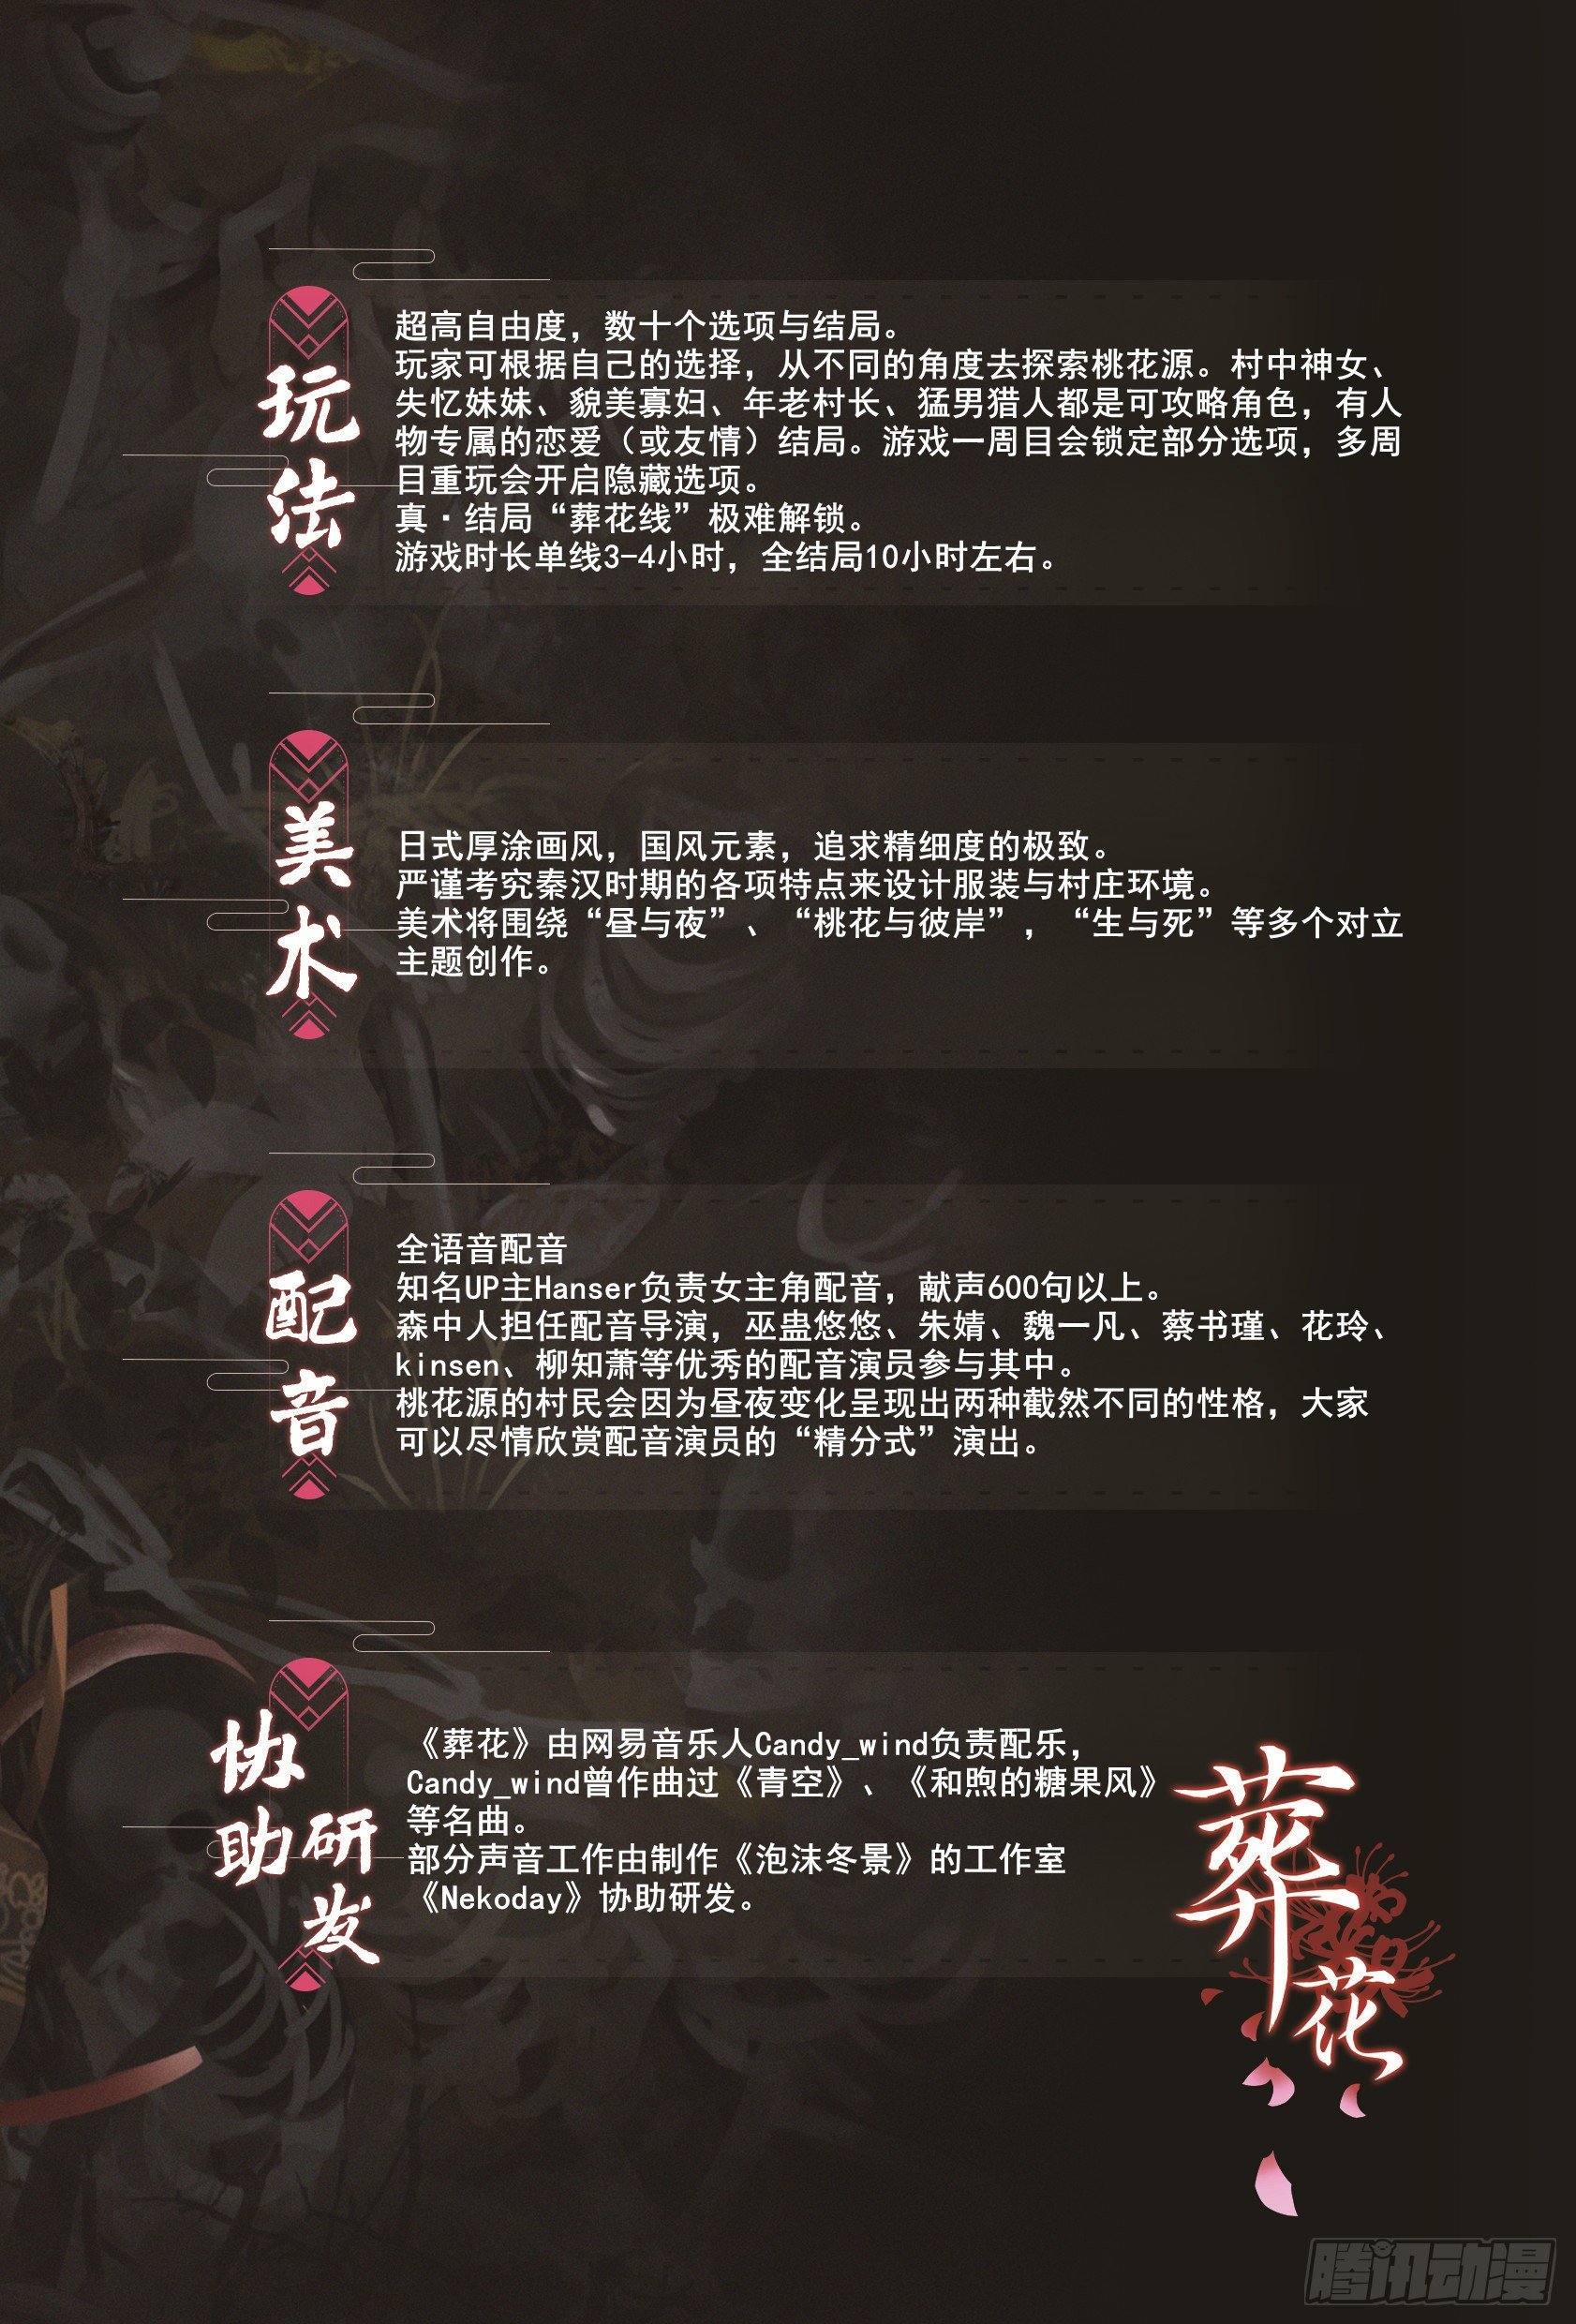 玩法
超高自由度，数十个选项与结局。
玩家可根据自己的选择，从不同的角度去探索桃花源。村中神女、
失忆妹妹、貌美寡妇、年老村长、猛男猎人都是可攻略角色，有人
物专属的恋爱（或友情）结局。游戏一周目会锁定部分选项，多周
目重玩会开启隐藏选项。
真·结局“葬花线”极难解锁。
游戏时长单线3-4小时，全结局10小时左右。
美术
日式厚涂画风，国风元素，追求精细度的极致。
严谨考究秦汉时期的各项特点来设计服装与村庄环境。
美术将围绕“昼与夜”、“桃花与彼岸”，“生与死”等多个对立
主题创作。
配音
全语音配音
知名UP主Hanser负责女主角配音，献声600句以上。
森中人担任配音导演，巫蛊悠悠、朱婧、魏一凡、蔡书瑾、花玲、
kinsen、柳知萧等优秀的配音演员参与其中。
桃花源的村民会因为昼夜变化呈现出两种截然不同的性格，大家
可以尽情欣赏配音演员的“精分式”演出。
协助
研发
《葬花》由网易音乐人Candy_wind负责配乐，
Candy_wind曾作曲过《青空》、《和煦的糖果风》
等名曲。
部分声音工作由制作《泡沫冬景》的工作室
《Nekoday》协助研发。
葬花
腾讯动漫